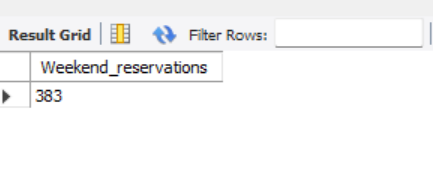 Result Grid Filter Rows:
Weekend_reservations
383